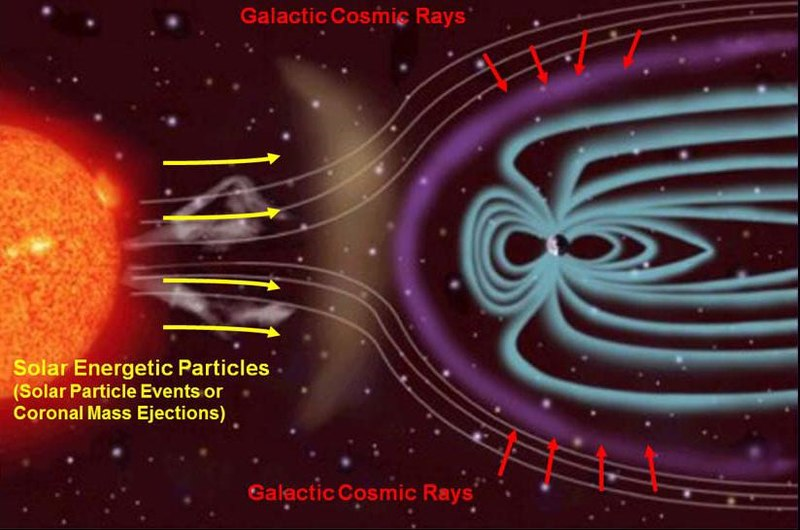 Galactic Cosmic Rays
Solar Energetic Particles
(Solar Particle Events or
Coronal Mass Ejections)
Galactic Cosmic Rays